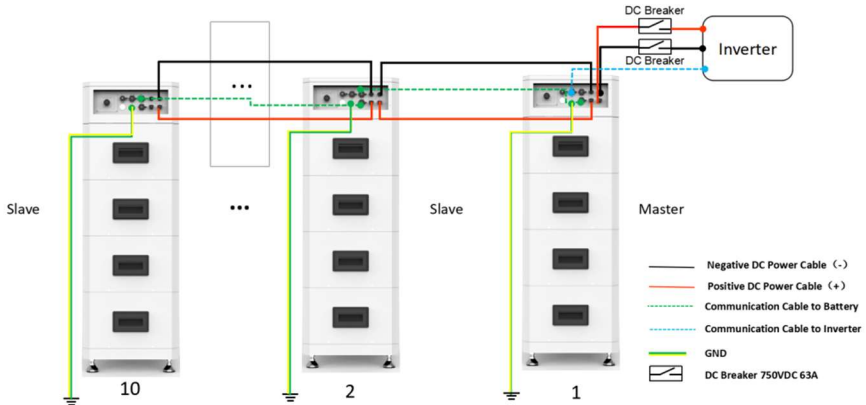 DC Breaker
DC Breaker
Inverter
...
Slave
...
Slave
Master
Negative DC Power Cable （-）
Positive DC Power Cable （+）
Communication Cable to Battery
Communication Cable to Inverter
GND
DC Breaker 750VDC 63A
10
2
1